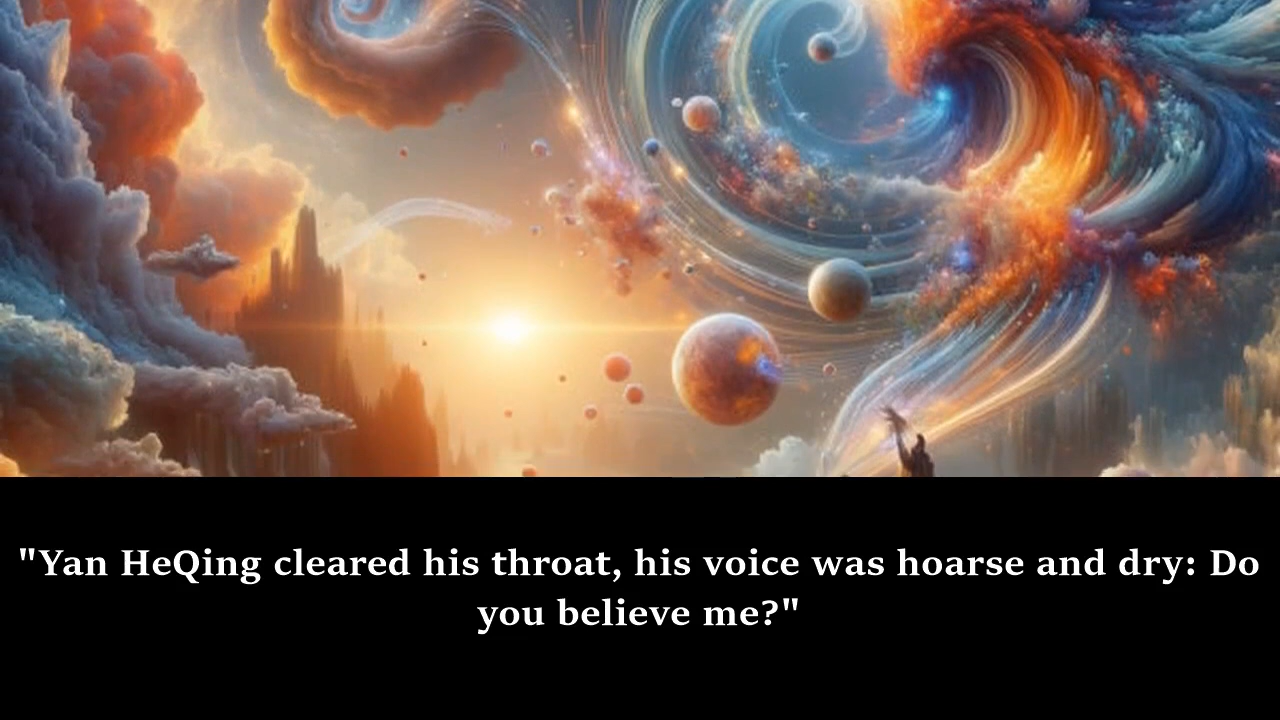 "Yan HeQing cleared his throat, his voice was hoarse and dry: Do
you believe me?"